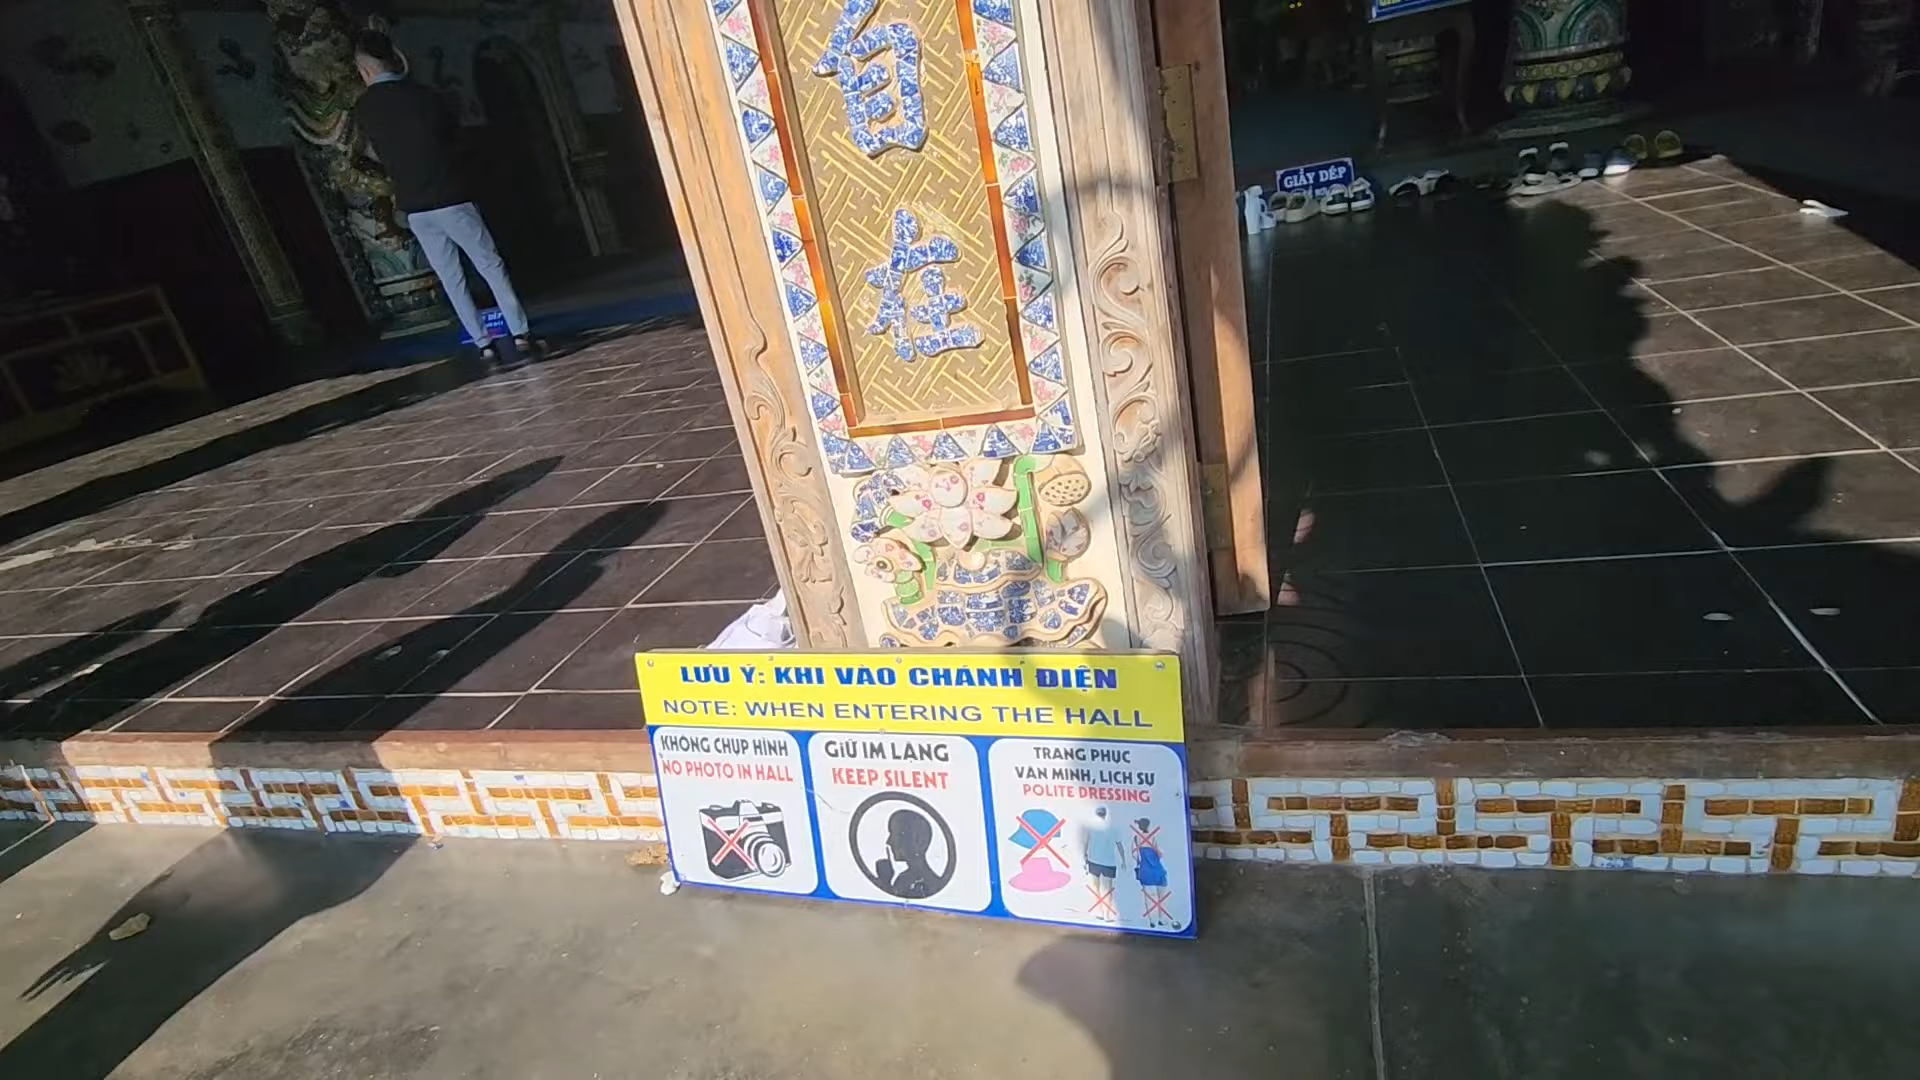 自
在
GIÀY DÉP
LƯU Ý: KHI VÀO CHÁNH ĐIỆN
NOTE: WHEN ENTERING THE HALL
KHÔNG CHỤP HÌNH
NO PHOTO IN HALL
GIỮ IM LẶNG
KEEP SILENT
TRANG PHỤC
VĂN MINH, LỊCH SỰ
POLITE DRESSING